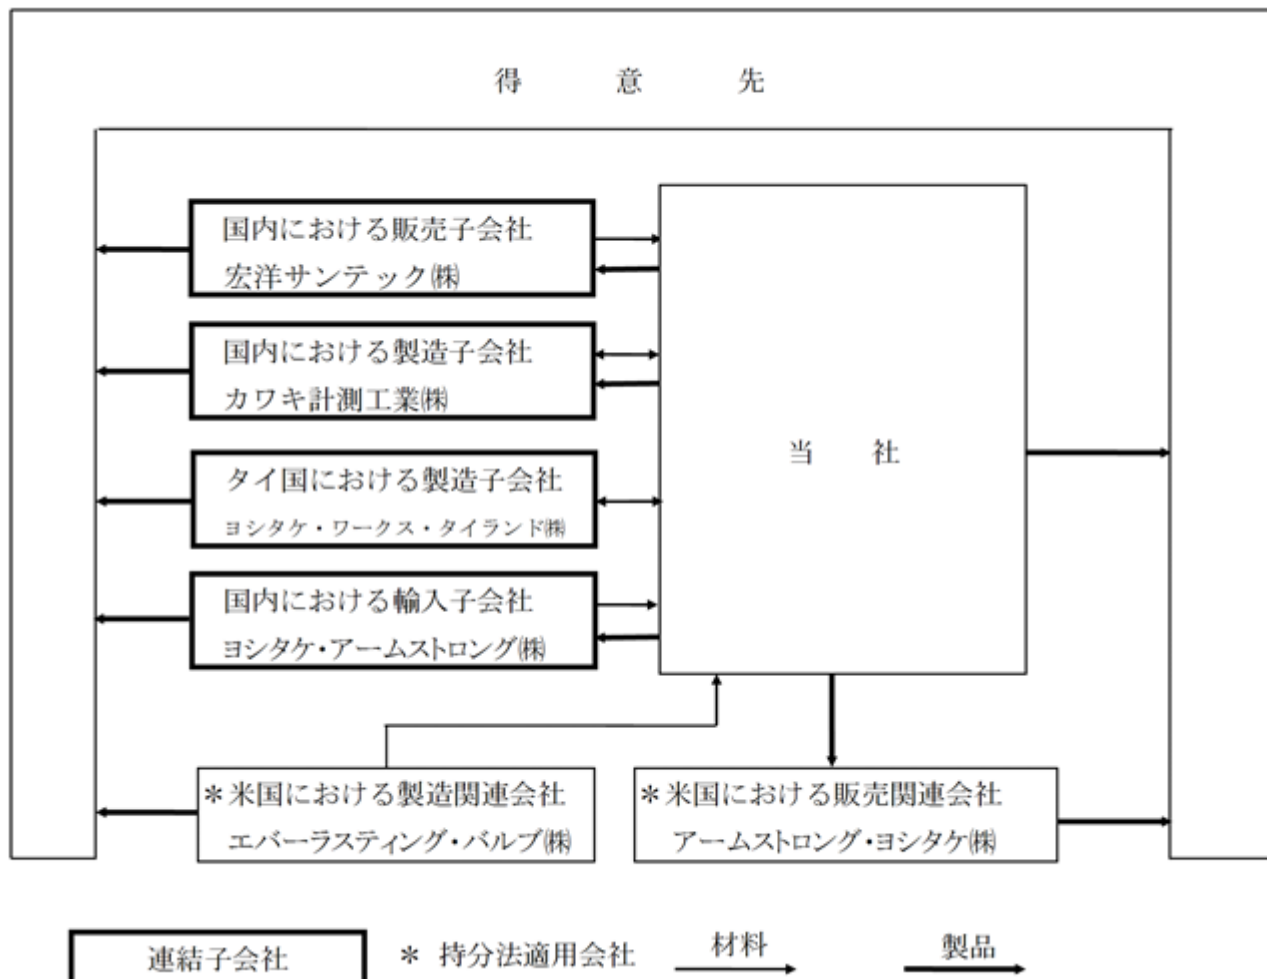 得意先
国内における販売子会社
宏洋サンテック㈱
国内における製造子会社
カワキ計測工業㈱
タイ国における製造子会社
ヨシタケ・ワークス・タイランド㈱
国内における輸入子会社
ヨシタケ・アームストロング㈱
当社
＊米国における製造関連会社
エバーラスティング・バルブ㈱
＊米国における販売関連会社
アームストロング・ヨシタケ㈱
連結子会社
＊ 持分法適用会社
材料
製品